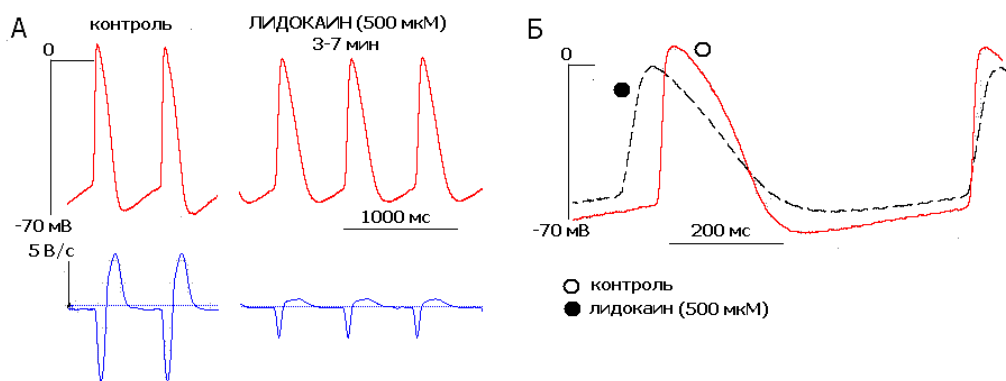 А
контроль
ЛИДОКАИН (500 мкМ)
3-7 мин
0
-70 мВ
1000 мс
5 В/с
Б
0
-70 мВ
200 мс
контроль
лидокаин (500 мкМ)